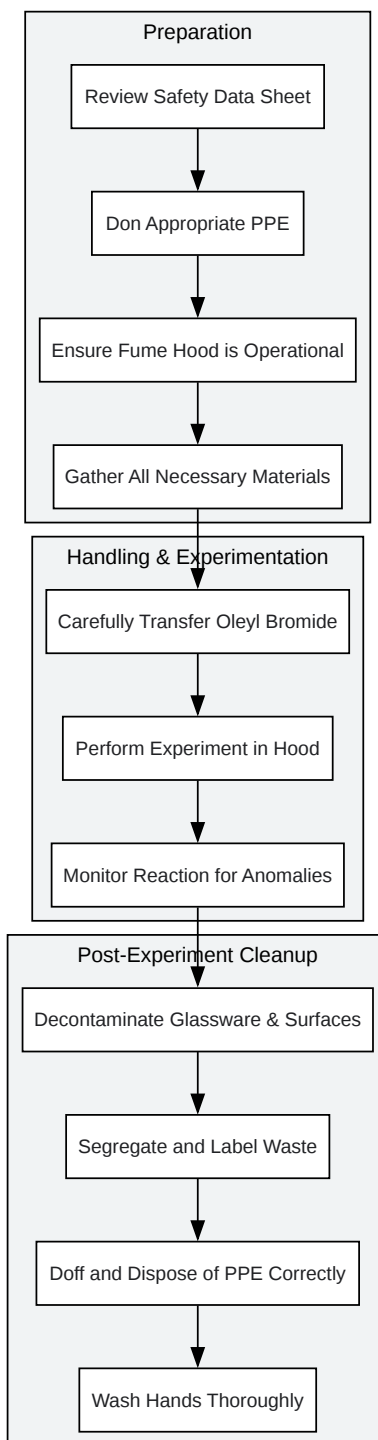 Preparation
Review Safety Data Sheet
Don Appropriate PPE
Ensure Fume Hood is Operational
Gather All Necessary Materials
Handling & Experimentation
Carefully Transfer Oleyl Bromide
Perform Experiment in Hood
Monitor Reaction for Anomalies
Post-Experiment Cleanup
Decontaminate Glassware & Surfaces
Segregate and Label Waste
Doff and Dispose of PPE Correctly
Wash Hands Thoroughly